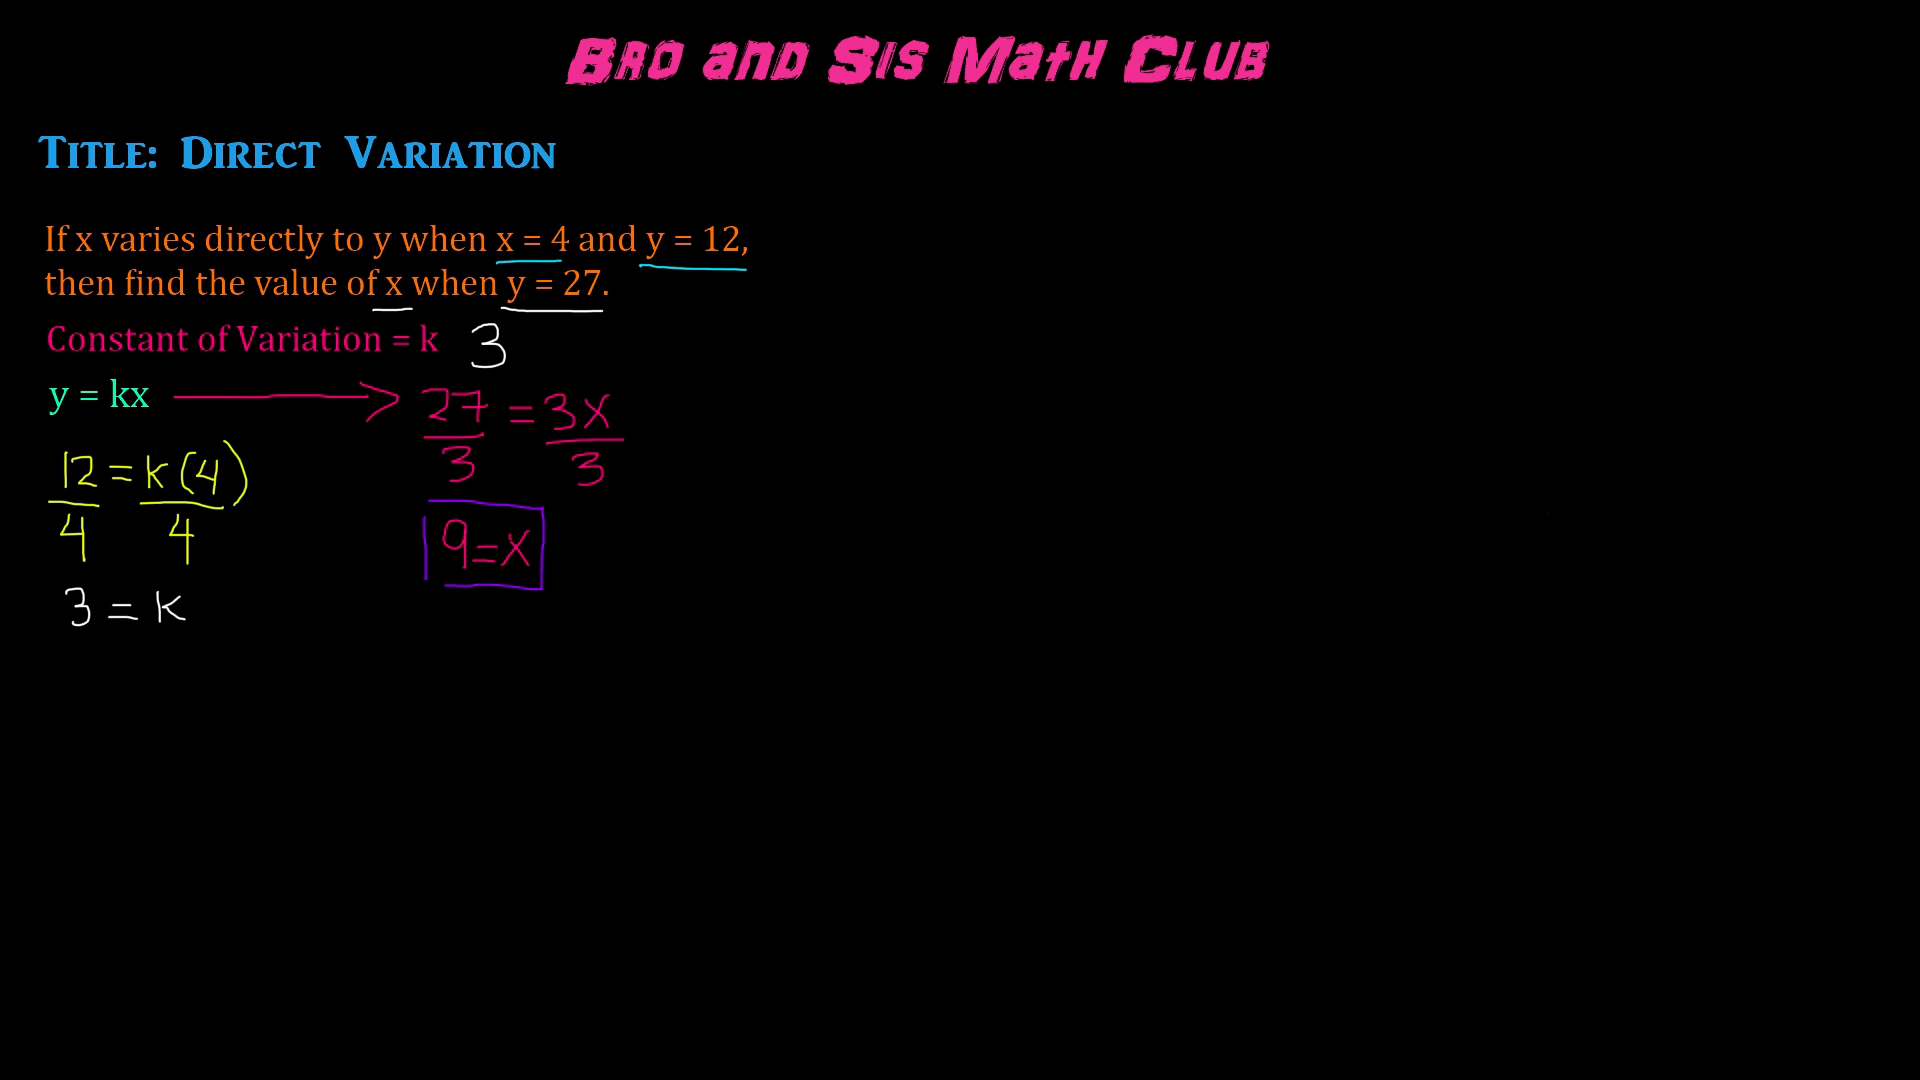 Bro and Sis Math Club
Title: Direct Variation
If x varies directly to y when x = 4 and y = 12,
then find the value of x when y = 27.
Constant of Variation = k 3
y = kx
12 = k(4)
4 4
3 = k
27 = 3x
3 3
9 = x